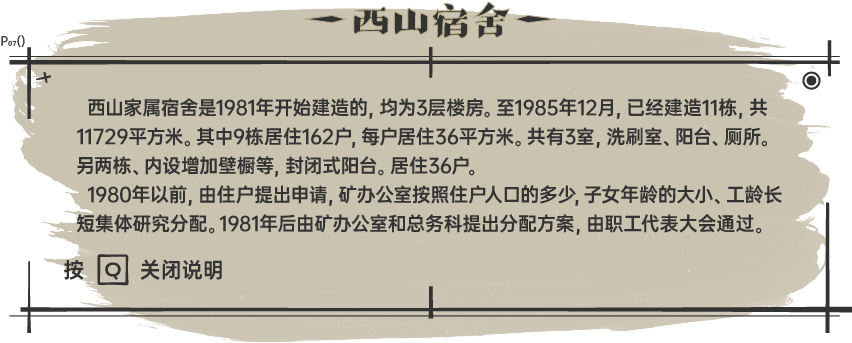 西山宿舍
P₀₇()
西山家属宿舍是1981年开始建造的, 均为3层楼房。至1985年12月, 已经建造11栋, 共
11729平方米。其中9栋居住162户, 每户居住36平方米。共有3室, 洗刷室、阳台、厕所。
另两栋、内设增加壁橱等, 封闭式阳台。居住36户。
1980年以前, 由住户提出申请, 矿办公室按照住户人口的多少, 子女年龄的大小、工龄长
短集体研究分配。1981年后由矿办公室和总务科提出分配方案, 由职工代表大会通过。
按 Q 关闭说明